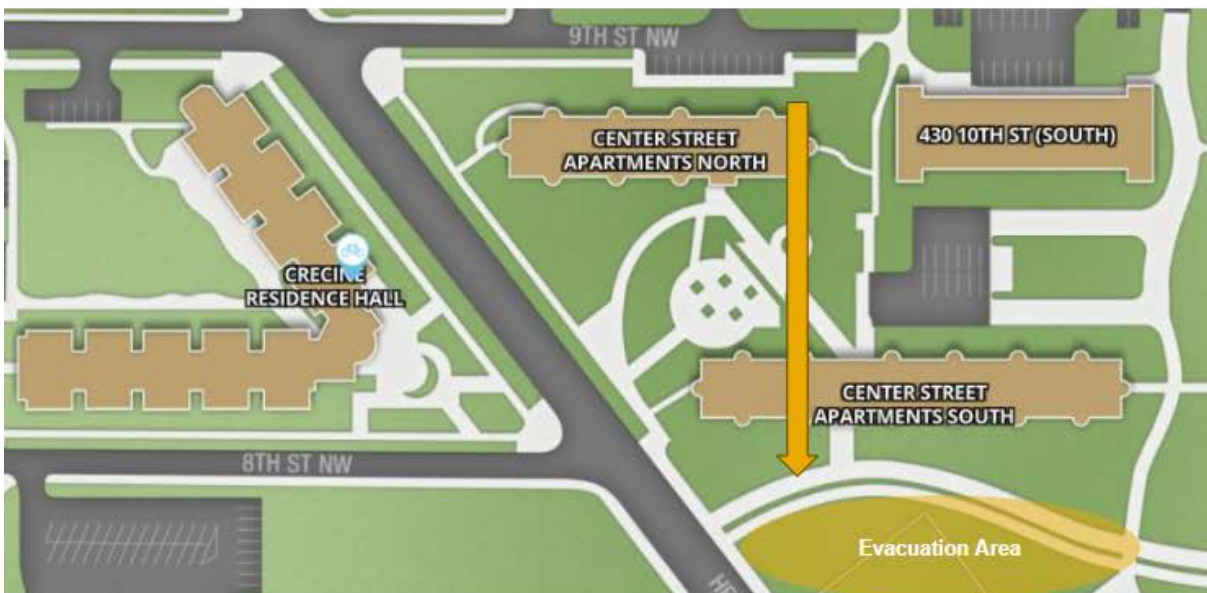 9TH ST NW
CENTER STREET
APARTMENTS NORTH
430 10TH ST (SOUTH)
CRECINE
RESIDENCE HALL
CENTER STREET
APARTMENTS SOUTH
8TH ST NW
Evacuation Area